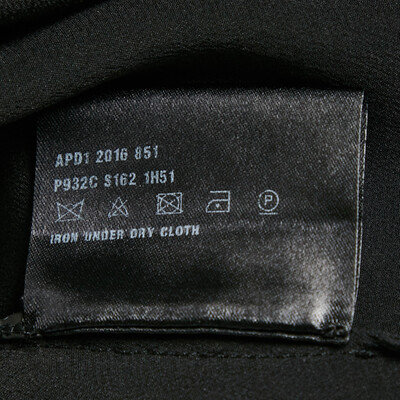 APD1 2016 851
P932C S162 1H51
P
IRON UNDER DRY CLOTH